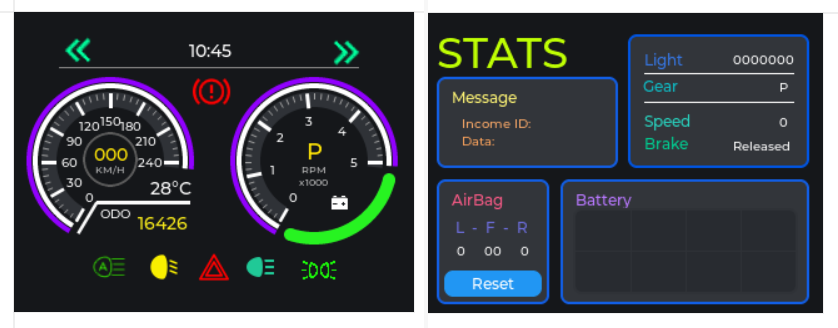 10:45
120 150 180
90 210
60 000 240
KM/H
30
0 28°C
ODO
16426
3
2 4
1 P 5
RPM
x1000
0
A
STATS
Message
Income ID:
Data:
Light 0000000
Gear P
Speed 0
Brake Released
AirBag
L - F - R
0 00 0
Reset
Battery